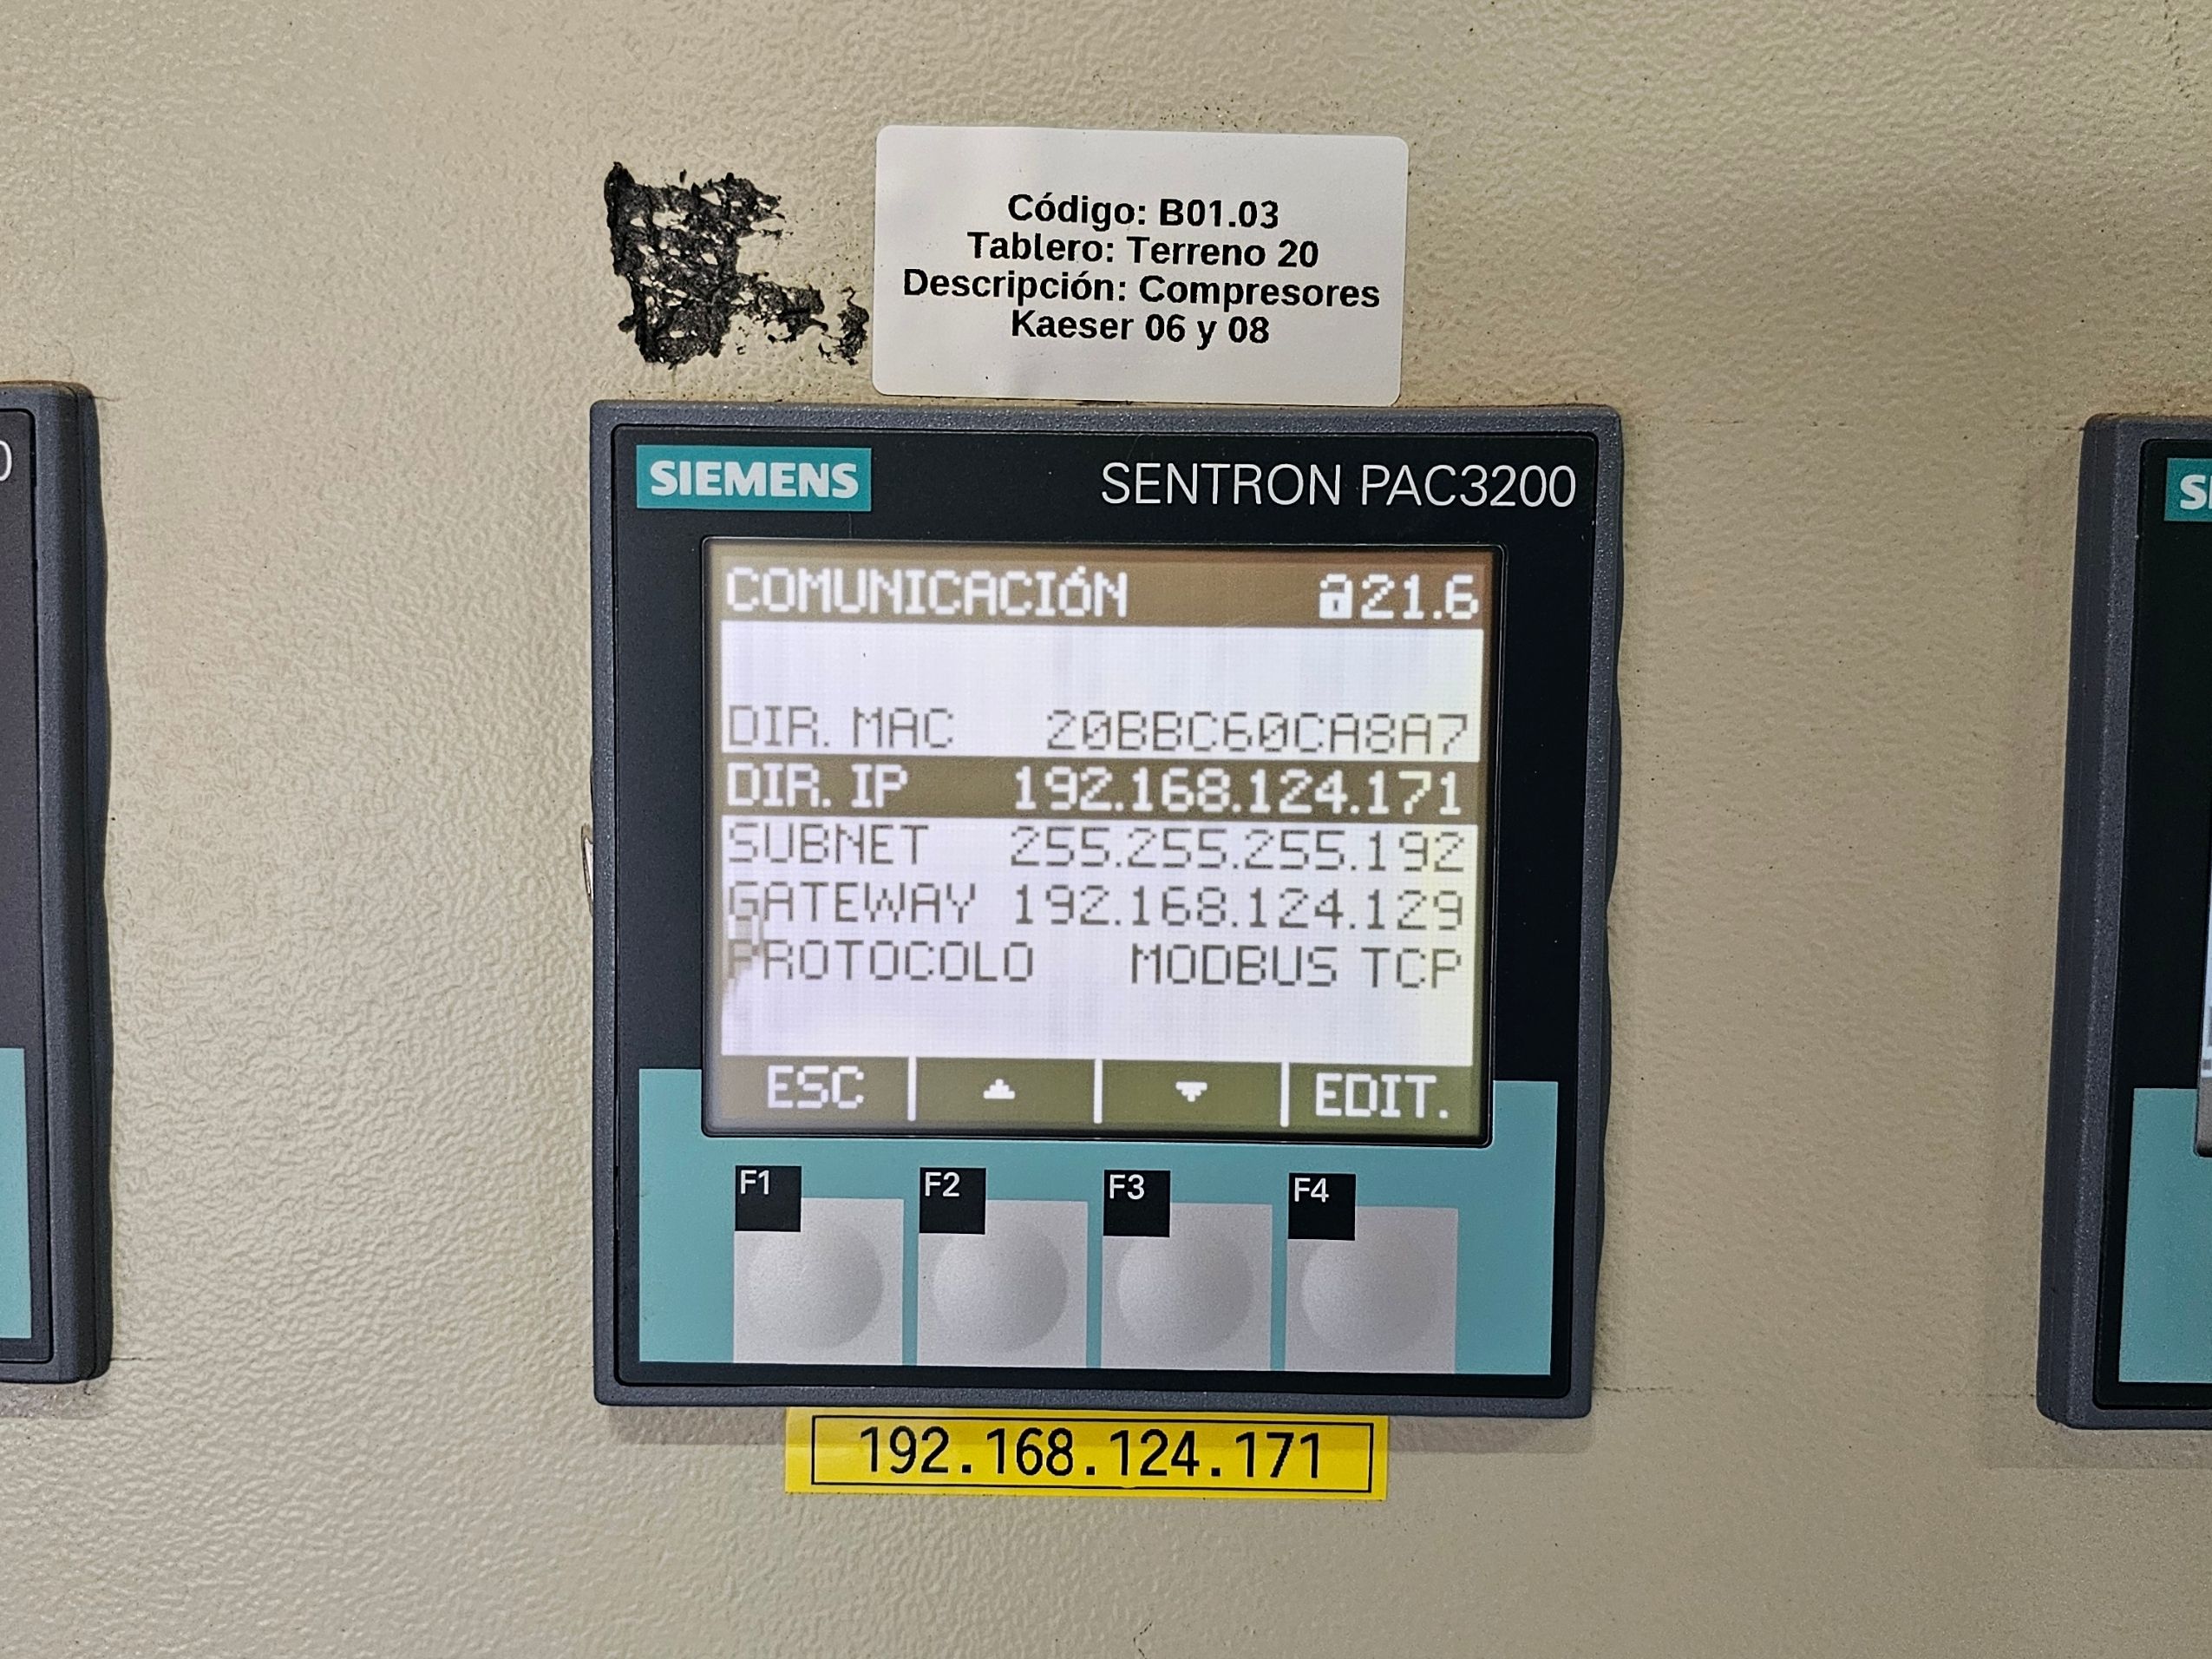 Código: B01.03
Tablero: Terreno 20
Descripción: Compresores
Kaeser 06 y 08
0
SIEMENS
SENTRON PAC3200
COMUNICACIÓN 21.6
DIR. MAC 20BBC60CA8A7
DIR. IP 192.168.124.171
SUBNET 255.255.255.192
GATEWAY 192.168.124.129
PROTOCOLO MODBUS TCP
ESC EDIT.
F1 F2 F3 F4
192.168.124.171